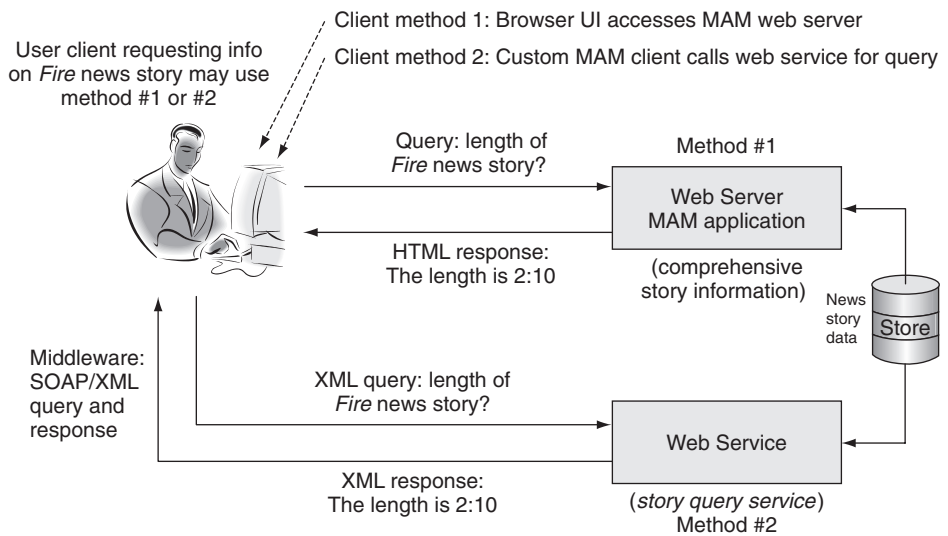 Client method 1: Browser UI accesses MAM web server
Client method 2: Custom MAM client calls web service for query
User client requesting info
on Fire news story may use
method #1 or #2
Query: length of
Fire news story?
Method #1
Web Server
MAM application
HTML response:
The length is 2:10
(comprehensive
story information)
News
story
data
Store
Middleware:
SOAP/XML
query and
response
XML query: length of
Fire news story?
Web Service
XML response:
The length is 2:10
(story query service)
Method #2